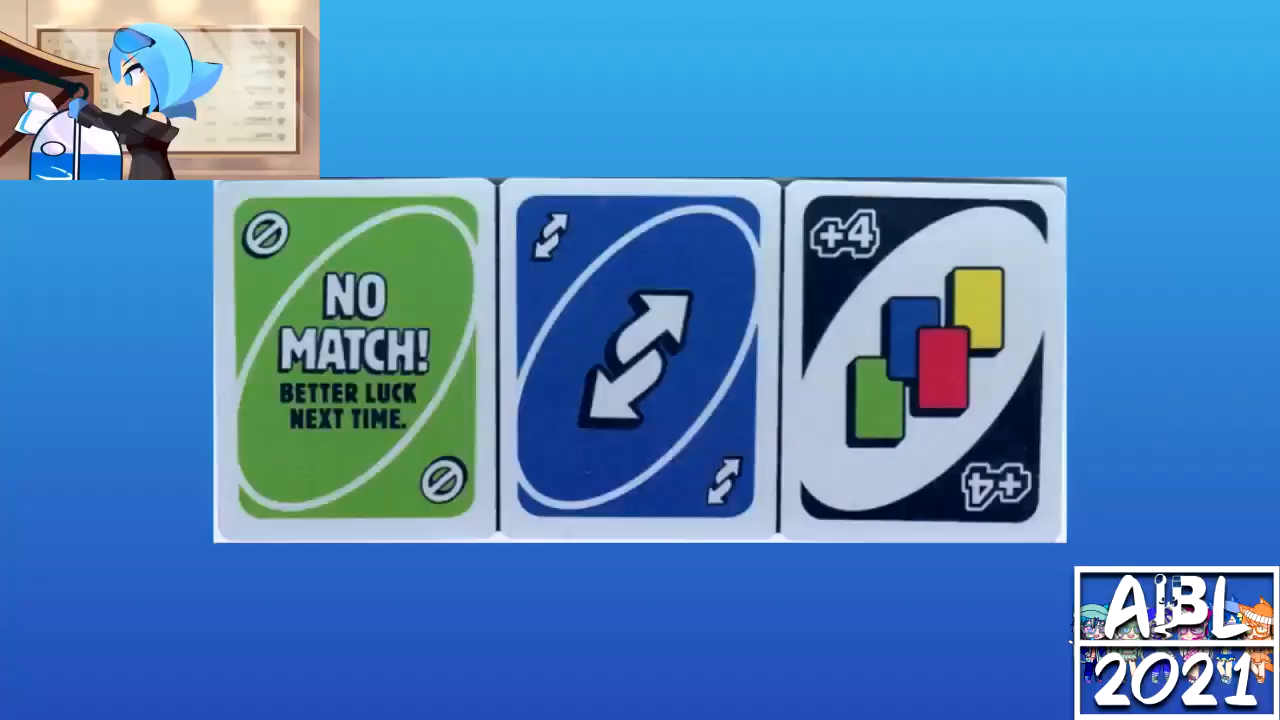 +4
NO
MATCH!
BETTER LUCK
NEXT TIME.
+4
AIBL
2021